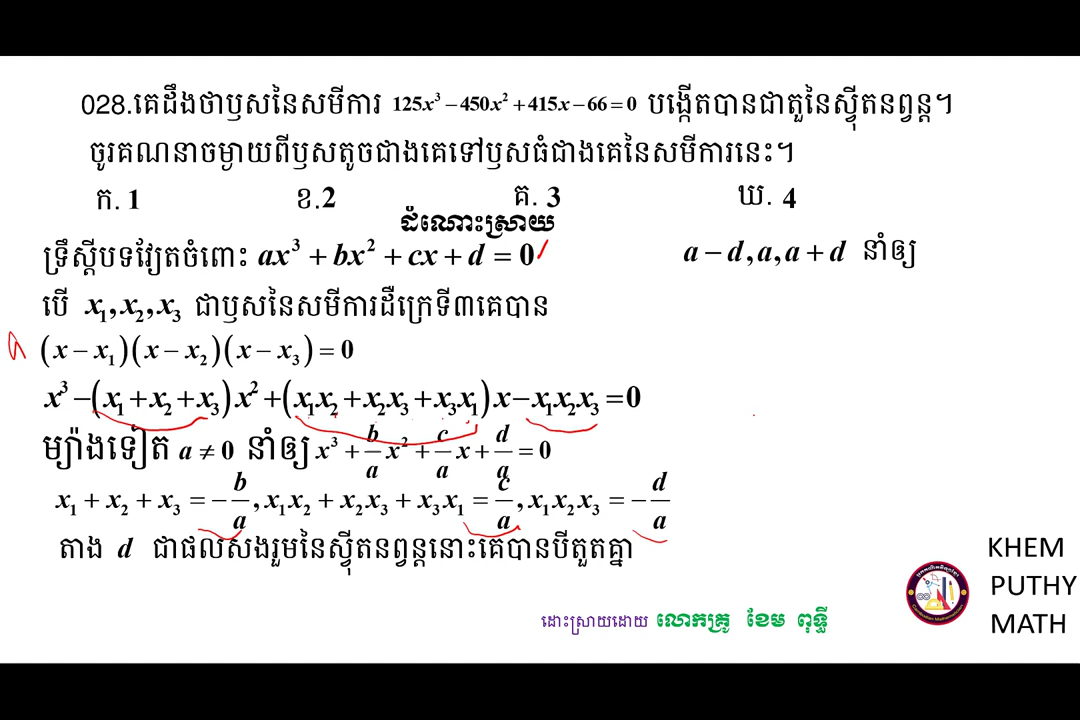 028.គេដឹងថាឫសនៃសមីការ 125x³ − 450x² + 415x − 66 = 0 បង្កើតបានជាតួនៃស្វ៊ីតនព្វន្ត។
ចូរគណនាចម្ងាយពីឫសតូចជាងគេទៅឫសធំជាងគេនៃសមីការនេះ។
ក. 1 ខ.2 គ. 3 ឃ. 4
ដំណោះស្រាយ
ទ្រឹស្តីបទវ្យែតចំពោះ ax³ + bx² + cx + d = 0
បើ x₁, x₂, x₃ ជាឫសនៃសមីការដឺក្រេទី៣គេបាន
a (x − x₁)(x − x₂)(x − x₃) = 0
x³ − (x₁ + x₂ + x₃)x² + (x₁x₂ + x₂x₃ + x₃x₁)x − x₁x₂x₃ = 0
ម្យ៉ាងទៀត a ≠ 0 នាំឲ្យ x³ + b/a x² + c/a x + d/a = 0
x₁ + x₂ + x₃ = − b/a , x₁x₂ + x₂x₃ + x₃x₁ = c/a , x₁x₂x₃ = − d/a
តាង d ជាផលសងរួមនៃស្វ៊ីតនព្វន្តនោះគេបានបីតួតគ្នា
a − d, a, a + d នាំឲ្យ
ដោះស្រាយដោយ លោកគ្រូ ខែម ពុទ្ធី
KHEM
PUTHY
MATH